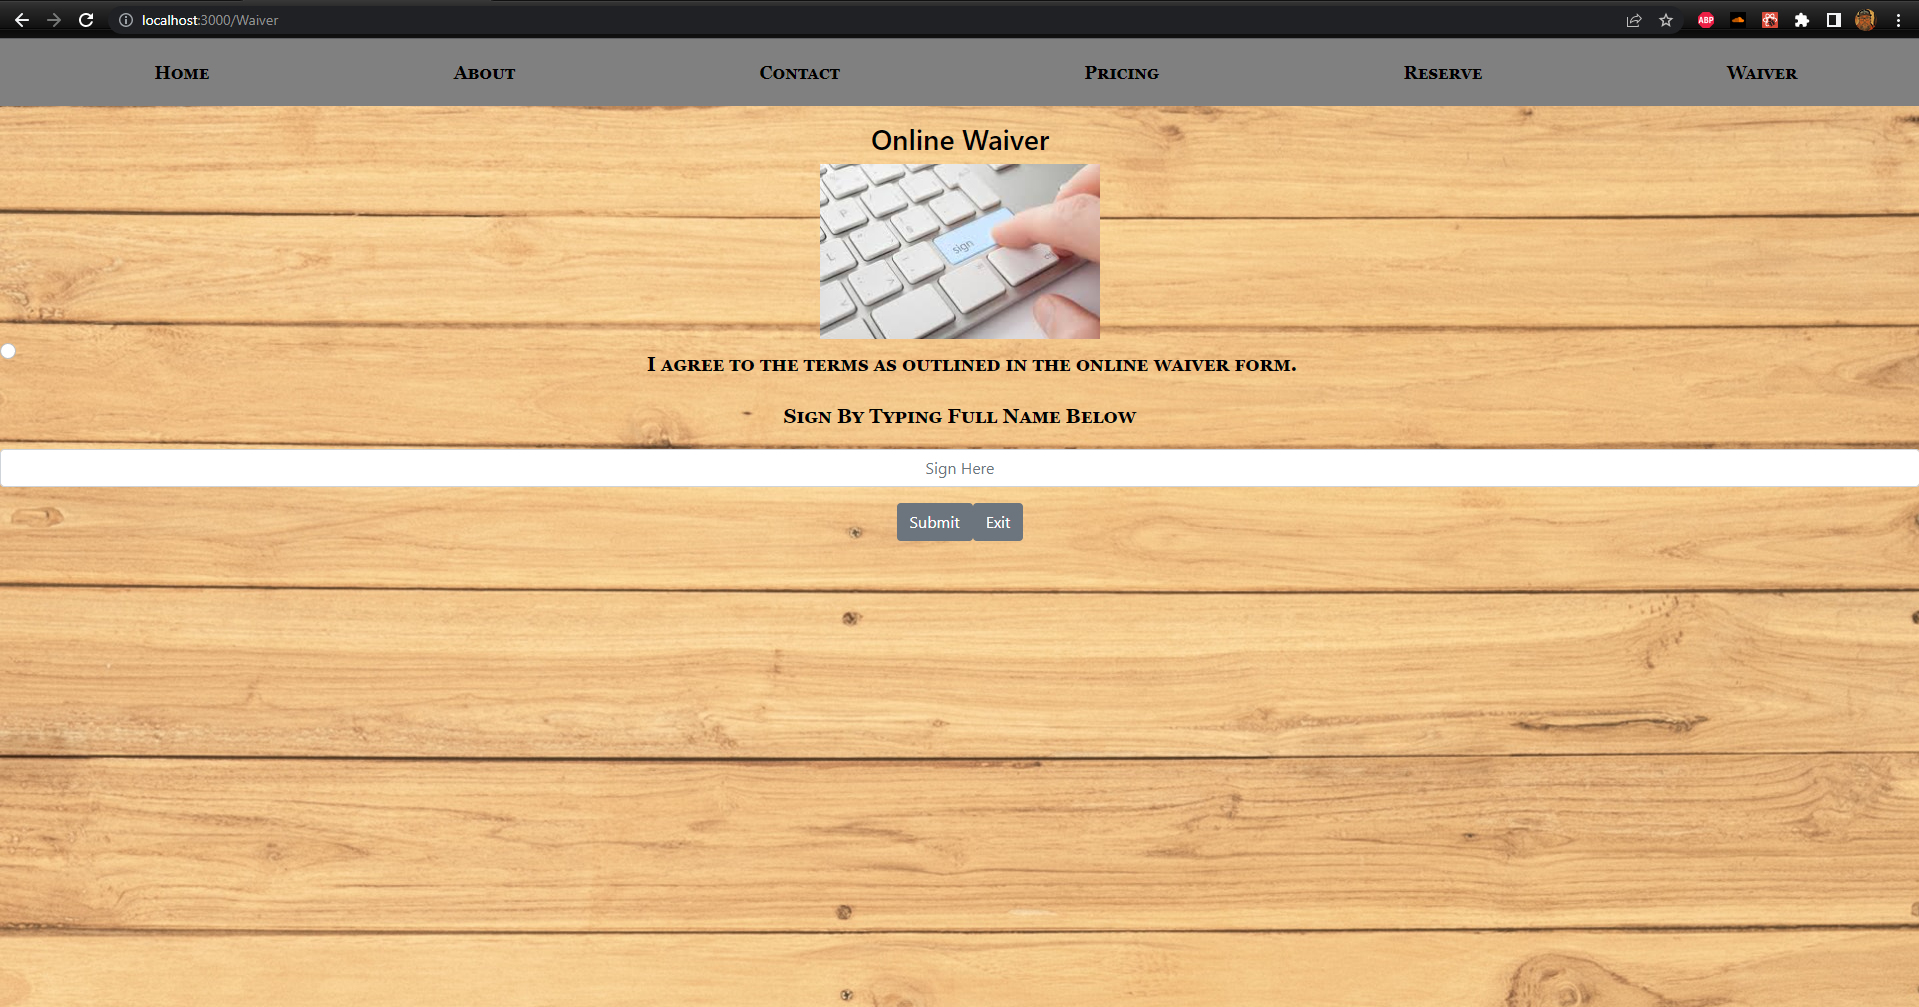 localhost:3000/Waiver
ABP
Home About Contact Pricing Reserve Waiver
Online Waiver
sign
I agree to the terms as outlined in the online waiver form.
Sign By Typing Full Name Below
Sign Here
Submit Exit